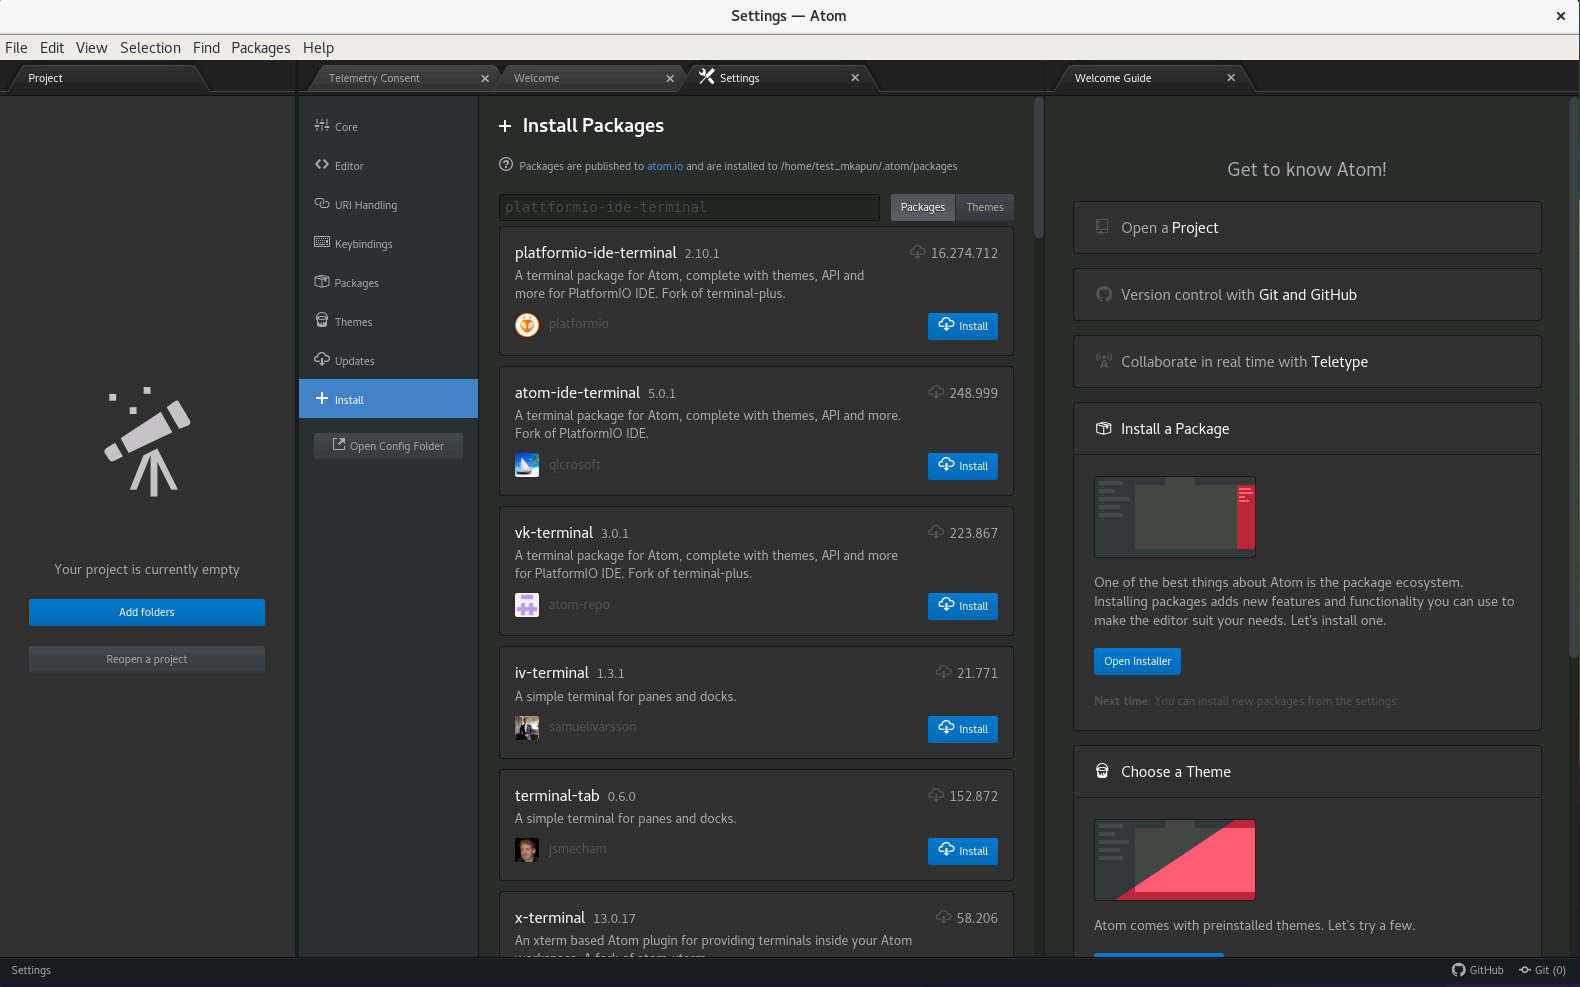 Settings — Atom
File Edit View Selection Find Packages Help
Project
Telemetry Consent
Welcome
Settings
Welcome Guide
Your project is currently empty
Add folders
Reopen a project
Core
Editor
URI Handling
Keybindings
Packages
Themes
Updates
Install
Open Config Folder
Install Packages
Packages are published to atom.io and are installed to /home/test_mkapun/.atom/packages
plattformio-ide-terminal
Packages Themes
platformio-ide-terminal 2.10.1 16.274.712
A terminal package for Atom, complete with themes, API and
more for PlatformIO IDE. Fork of terminal-plus.
platformio
Install
atom-ide-terminal 5.0.1 248.999
A terminal package for Atom, complete with themes, API and more.
Fork of PlatformIO IDE.
qicrosoft
Install
vk-terminal 3.0.1 223.867
A terminal package for Atom, complete with themes, API and more
for PlatformIO IDE. Fork of terminal-plus.
atom-repo
Install
iv-terminal 1.3.1 21.771
A simple terminal for panes and docks.
samuelivarsson
Install
terminal-tab 0.6.0 152.872
A simple terminal for panes and docks.
jsmecham
Install
x-terminal 13.0.17 58.206
An xterm based Atom plugin for providing terminals inside your Atom
workspace. A fork of atom-xterm.
Get to know Atom!
Open a Project
Version control with Git and GitHub
Collaborate in real time with Teletype
Install a Package
One of the best things about Atom is the package ecosystem.
Installing packages adds new features and functionality you can use to
make the editor suit your needs. Let's install one.
Open Installer
Next time: You can install new packages from the settings.
Choose a Theme
Atom comes with preinstalled themes. Let's try a few.
Settings
GitHub
Git (0)